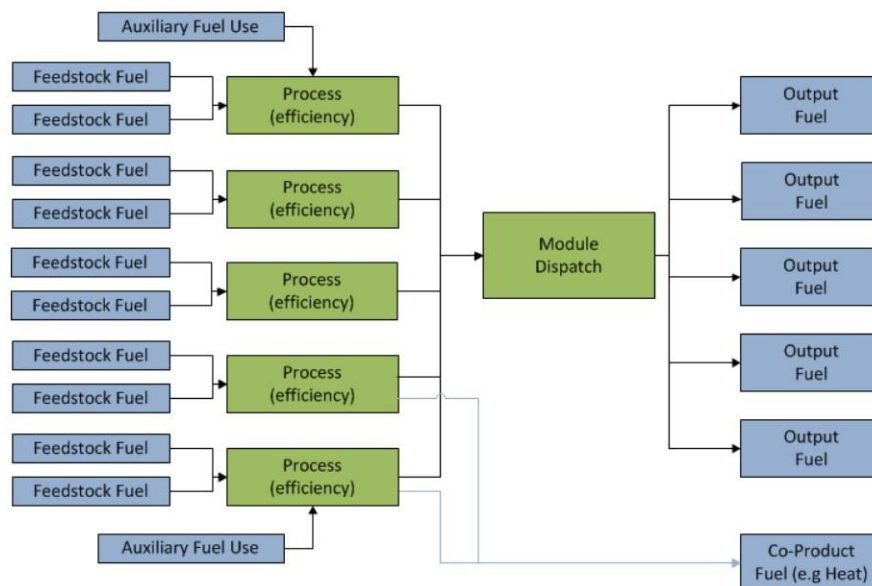 Auxiliary Fuel Use
Feedstock Fuel
Feedstock Fuel
Process
(efficiency)
Feedstock Fuel
Feedstock Fuel
Process
(efficiency)
Feedstock Fuel
Feedstock Fuel
Process
(efficiency)
Feedstock Fuel
Feedstock Fuel
Process
(efficiency)
Feedstock Fuel
Feedstock Fuel
Process
(efficiency)
Auxiliary Fuel Use
Module
Dispatch
Output
Fuel
Output
Fuel
Output
Fuel
Output
Fuel
Output
Fuel
Co-Product
Fuel (e.g Heat)